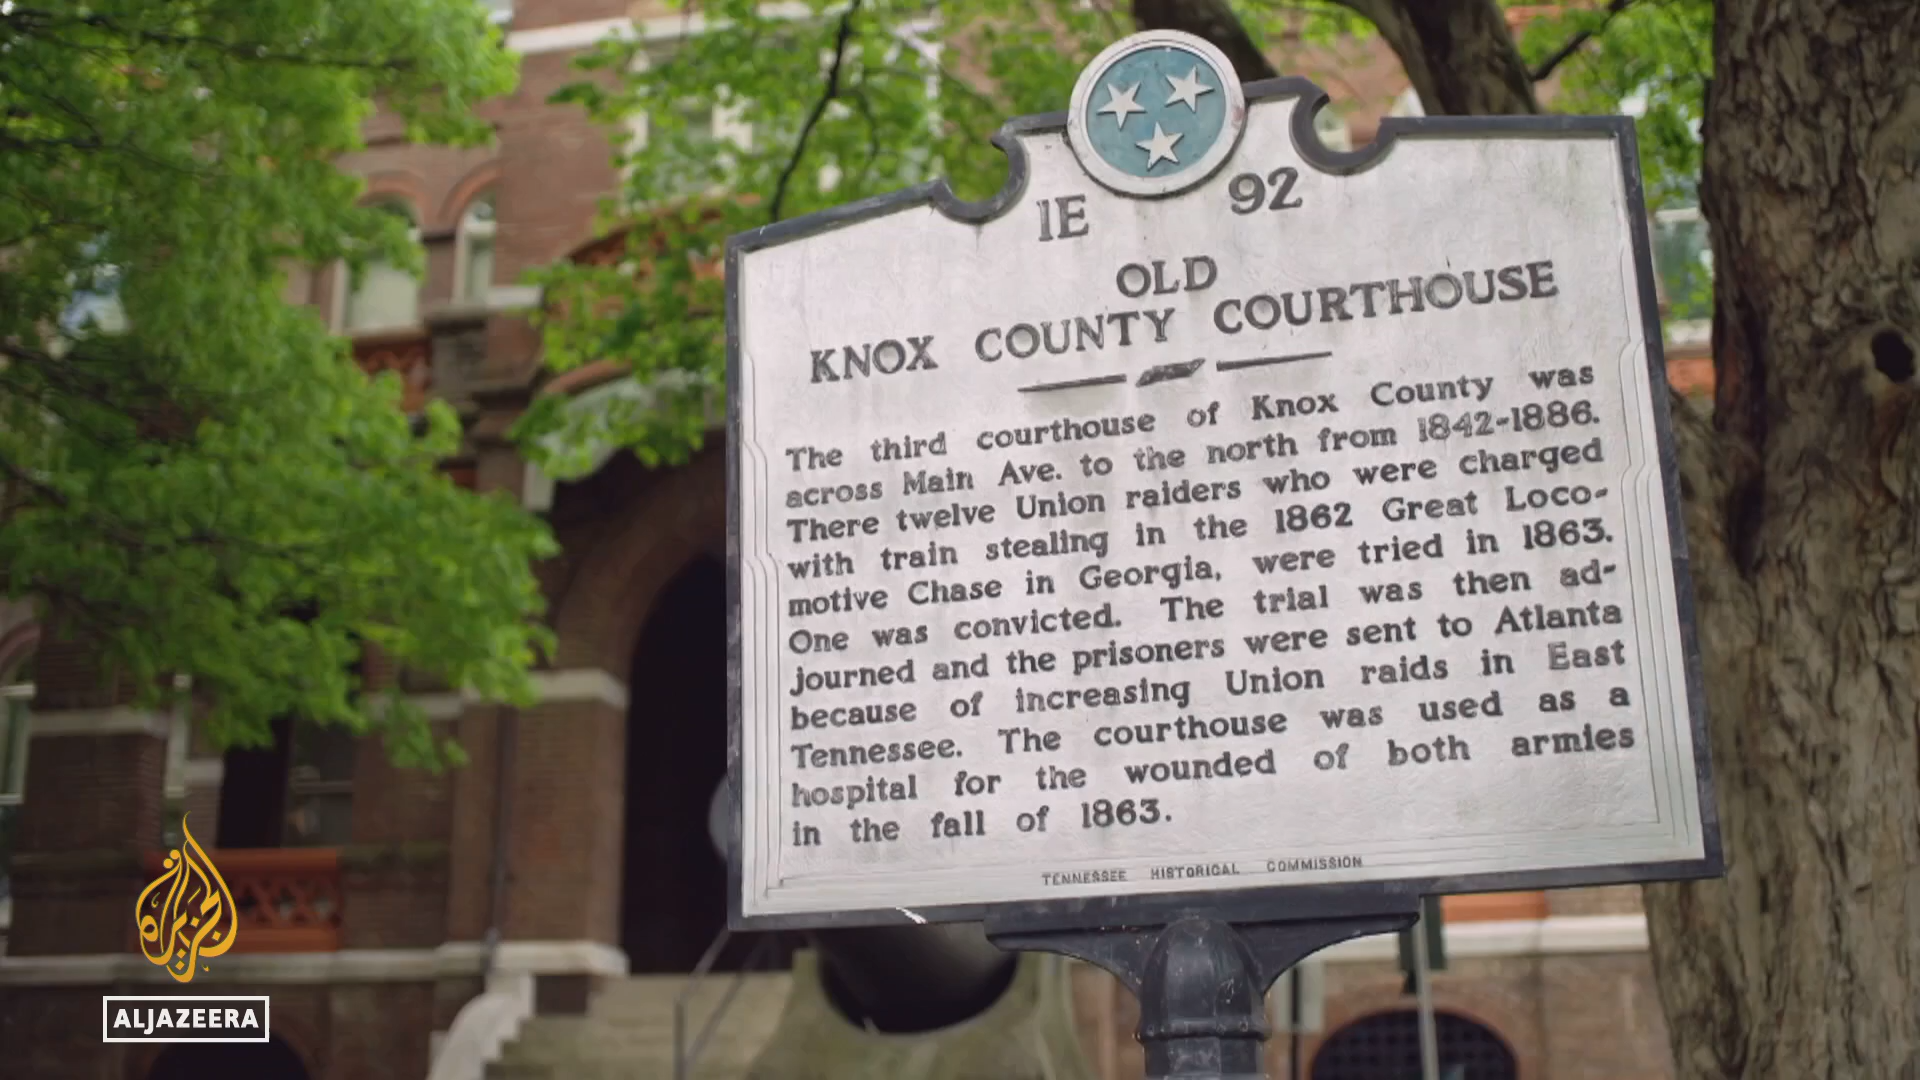 1E 92
OLD
KNOX COUNTY COURTHOUSE
The third courthouse of Knox County was
across Main Ave. to the north from 1842-1886.
There twelve Union raiders who were charged
with train stealing in the 1862 Great Loco-
motive Chase in Georgia, were tried in 1863.
One was convicted. The trial was then ad-
journed and the prisoners were sent to Atlanta
because of increasing Union raids in East
Tennessee. The courthouse was used as a
hospital for the wounded of both armies
in the fall of 1863.
TENNESSEE HISTORICAL COMMISSION
الجزيرة
ALJAZEERA